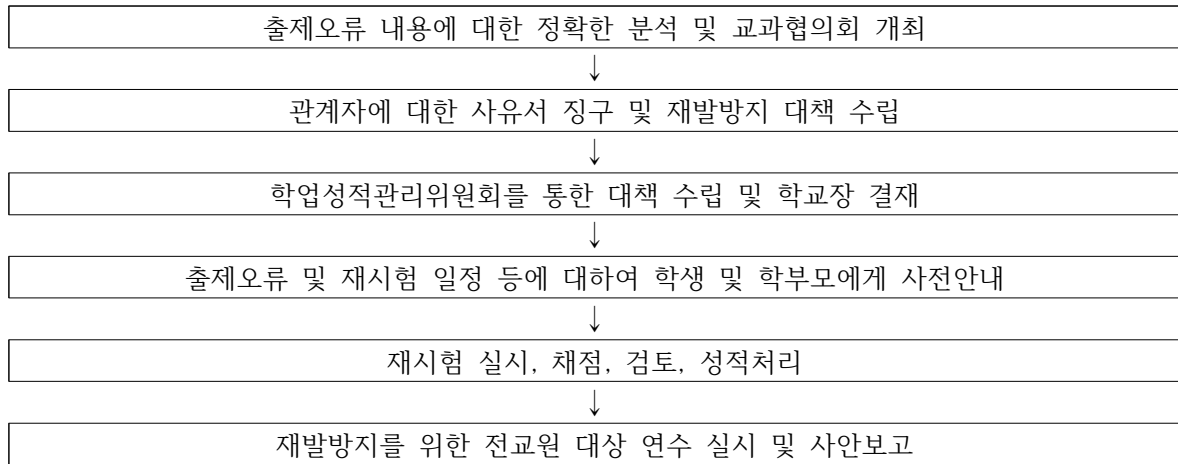 출제오류 내용에 대한 정확한 분석 및 교과협의회 개최
↓
관계자에 대한 사유서 징구 및 재발방지 대책 수립
↓
학업성적관리위원회를 통한 대책 수립 및 학교장 결재
↓
출제오류 및 재시험 일정 등에 대하여 학생 및 학부모에게 사전안내
↓
재시험 실시, 채점, 검토, 성적처리
↓
재발방지를 위한 전교원 대상 연수 실시 및 사안보고